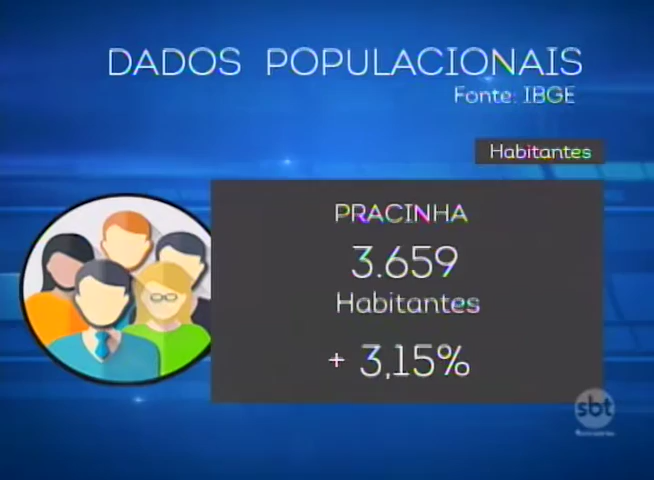 DADOS POPULACIONAIS
Fonte: IBGE
Habitantes
PRACINHA
3.659
Habitantes
+ 3,15%
sbt